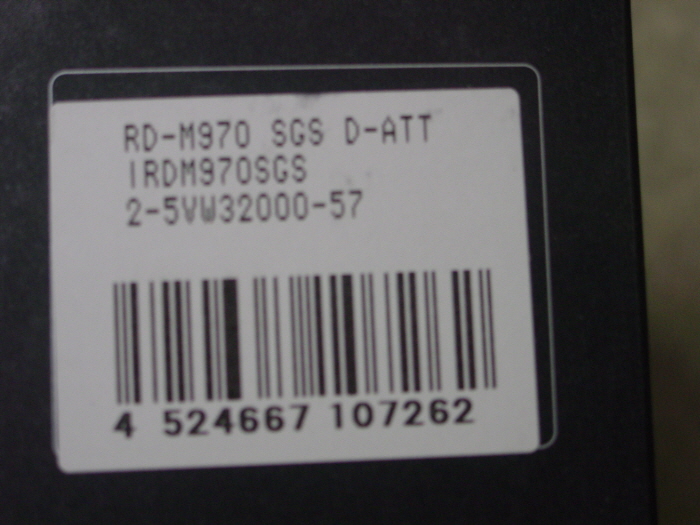 RD-M970 SGS D-ATT
IRDM970SGS
2-5VW32000-57
4 524667 107262